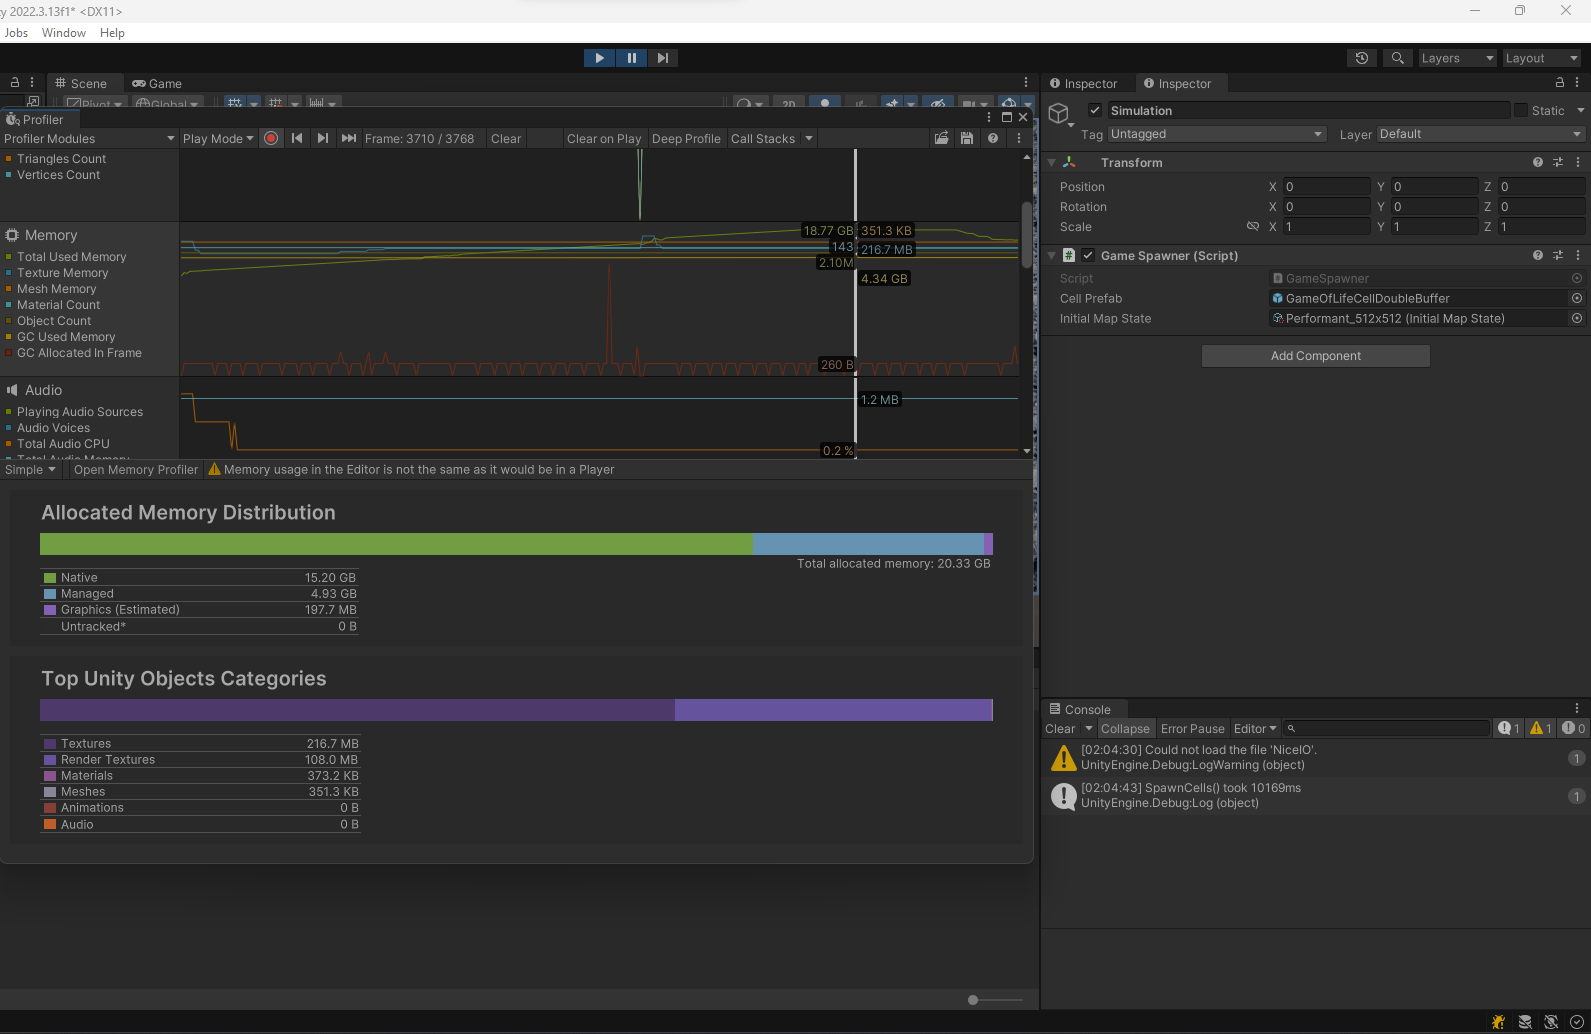 ty 2022.3.13f1* <DX11>
Jobs Window Help
Layers Layout
Scene Game
Pivot Global 2D
Inspector Inspector
Simulation Static
Tag Untagged Layer Default
Transform
Position X 0 Y 0 Z 0
Rotation X 0 Y 0 Z 0
Scale X 1 Y 1 Z 1
# Game Spawner (Script)
Script GameSpawner
Cell Prefab GameOfLifeCellDoubleBuffer
Initial Map State Performant_512x512 (Initial Map State)
Add Component
Profiler
Profiler Modules Play Mode Frame: 3710 / 3768 Clear Clear on Play Deep Profile Call Stacks
Triangles Count
Vertices Count
Memory
Total Used Memory
Texture Memory
Mesh Memory
Material Count
Object Count
GC Used Memory
GC Allocated In Frame
18.77 GB 351.3 KB
143 216.7 MB
2.10M
4.34 GB
260 B
Audio
Playing Audio Sources
Audio Voices
Total Audio CPU
Total Audio Memory
1.2 MB
0.2 %
Simple Open Memory Profiler Memory usage in the Editor is not the same as it would be in a Player
Allocated Memory Distribution
Total allocated memory: 20.33 GB
Native 15.20 GB
Managed 4.93 GB
Graphics (Estimated) 197.7 MB
Untracked* 0 B
Top Unity Objects Categories
Textures 216.7 MB
Render Textures 108.0 MB
Materials 373.2 KB
Meshes 351.3 KB
Animations 0 B
Audio 0 B
Console
Clear Collapse Error Pause Editor 1 1 0
[02:04:30] Could not load the file 'NiceIO'.
UnityEngine.Debug:LogWarning (object)
1
[02:04:43] SpawnCells() took 10169ms
UnityEngine.Debug:Log (object)
1